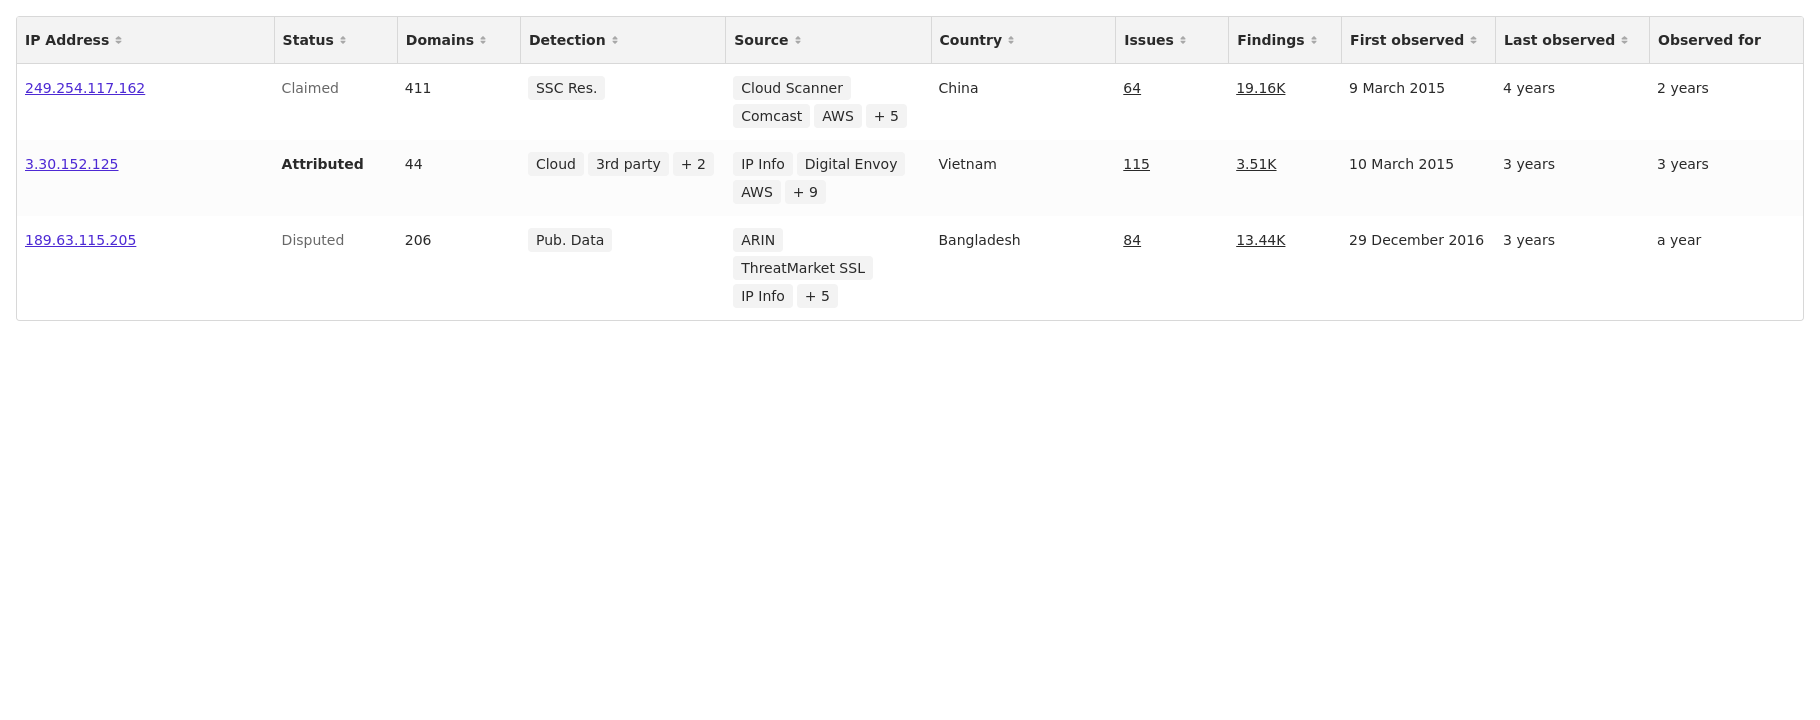 IP Address Status Domains Detection Source Country Issues Findings First observed Last observed Observed for
249.254.117.162 Claimed 411 SSC Res. Cloud Scanner China 64 19.16K 9 March 2015 4 years 2 years
Comcast AWS + 5
3.30.152.125 Attributed 44 Cloud 3rd party + 2 IP Info Digital Envoy Vietnam 115 3.51K 10 March 2015 3 years 3 years
AWS + 9
189.63.115.205 Disputed 206 Pub. Data ARIN Bangladesh 84 13.44K 29 December 2016 3 years a year
ThreatMarket SSL
IP Info + 5